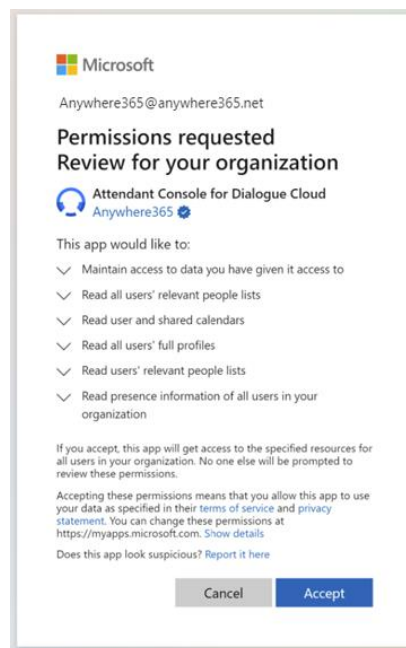 Microsoft
Anywhere365@anywhere365.net
Permissions requested
Review for your organization
Attendant Console for Dialogue Cloud
Anywhere365
This app would like to:
Maintain access to data you have given it access to
Read all users' relevant people lists
Read user and shared calendars
Read all users' full profiles
Read users' relevant people lists
Read presence information of all users in your
organization
If you accept, this app will get access to the specified resources for
all users in your organization. No one else will be prompted to
review these permissions.
Accepting these permissions means that you allow this app to use
your data as specified in their terms of service and privacy
statement. You can change these permissions at
https://myapps.microsoft.com. Show details
Does this app look suspicious? Report it here
Cancel Accept